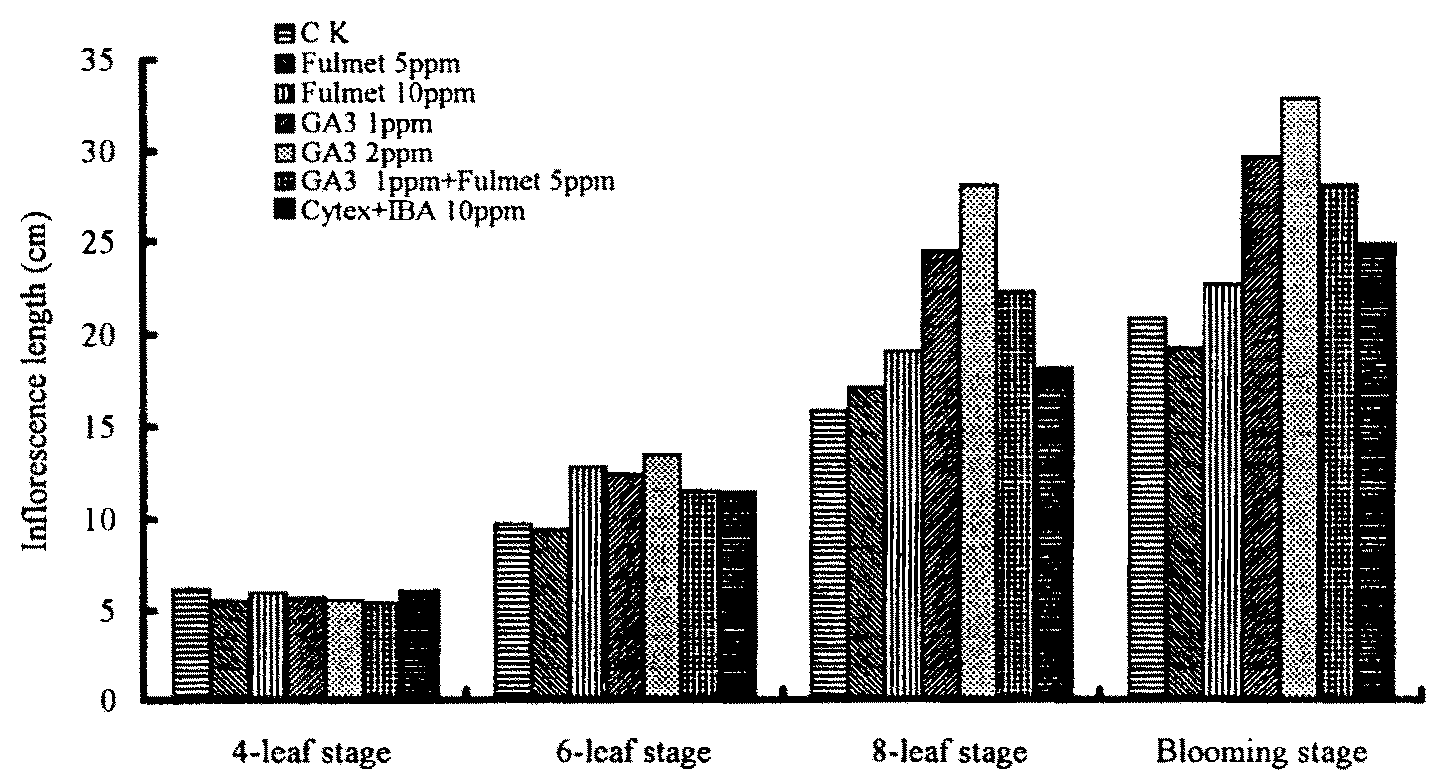 C K
Fulmet 5ppm
Fulmet 10ppm
GA3 1ppm
GA3 2ppm
GA3 1ppm+Fulmet 5ppm
Cytex+IBA 10ppm
35
30
25
20
15
10
5
0
Inflorescence length (cm)
4-leaf stage
6-leaf stage
8-leaf stage
Blooming stage